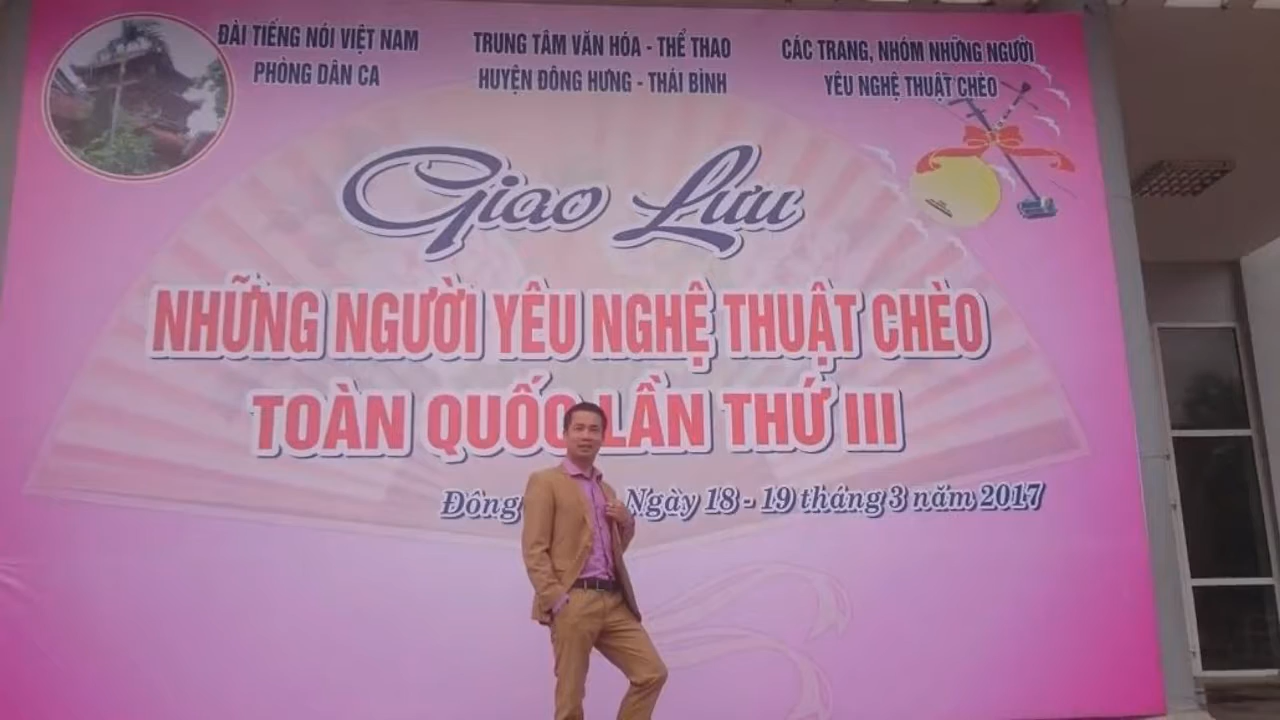 ĐÀI TIẾNG NÓI VIỆT NAM
PHÒNG DÂN CA
TRUNG TÂM VĂN HÓA - THỂ THAO
HUYỆN ĐÔNG HƯNG - THÁI BÌNH
CÁC TRANG, NHÓM NHỮNG NGƯỜI
YÊU NGHỆ THUẬT CHÈO
Giao Lưu
NHỮNG NGƯỜI YÊU NGHỆ THUẬT CHÈO
TOÀN QUỐC LẦN THỨ III
Đông Ngày 18 - 19 tháng 3 năm 2017